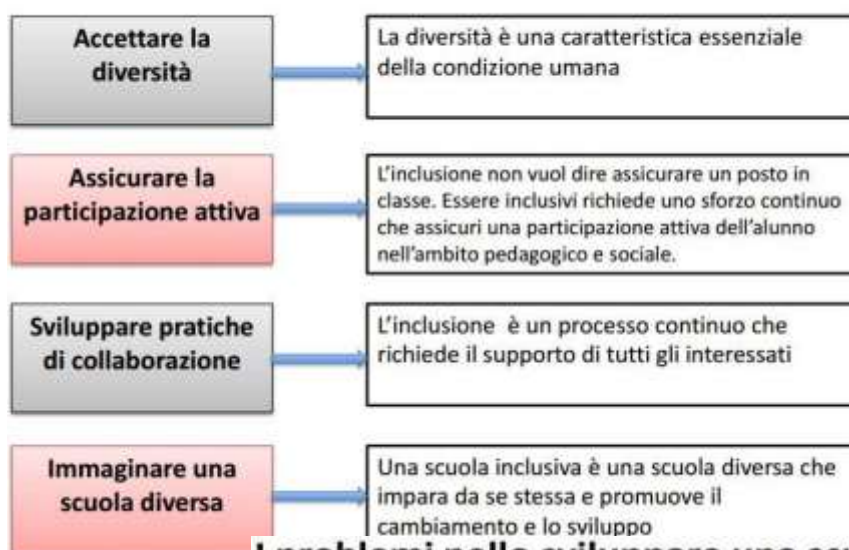 Accettare la
diversità
La diversità è una caratteristica essenziale
della condizione umana
Assicurare la
participazione attiva
L'inclusione non vuol dire assicurare un posto in
classe. Essere inclusivi richiede uno sforzo continuo
che assicuri una participazione attiva dell'alunno
nell'ambito pedagogico e sociale.
Sviluppare pratiche
di collaborazione
L'inclusione è un processo continuo che
richiede il supporto di tutti gli interessati
Immaginare una
scuola diversa
Una scuola inclusiva è una scuola diversa che
impara da se stessa e promuove il
cambiamento e lo sviluppo